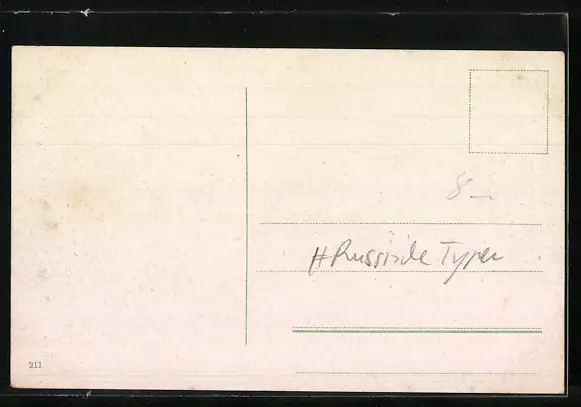 8 –
# Russische Typen
211